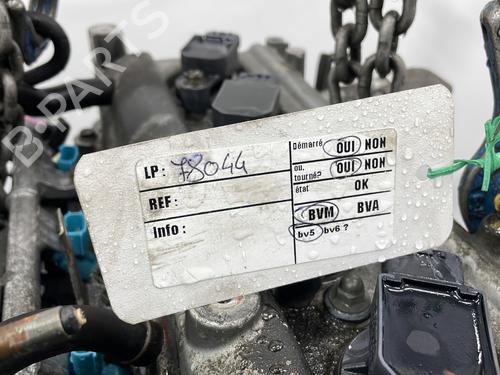 B-PARTS
LP: 78044
REF:
Info:
Démarré OUI NON
ou.
tourné? OUI NON
état OK
BVM BVA
bv5 bv6 ?